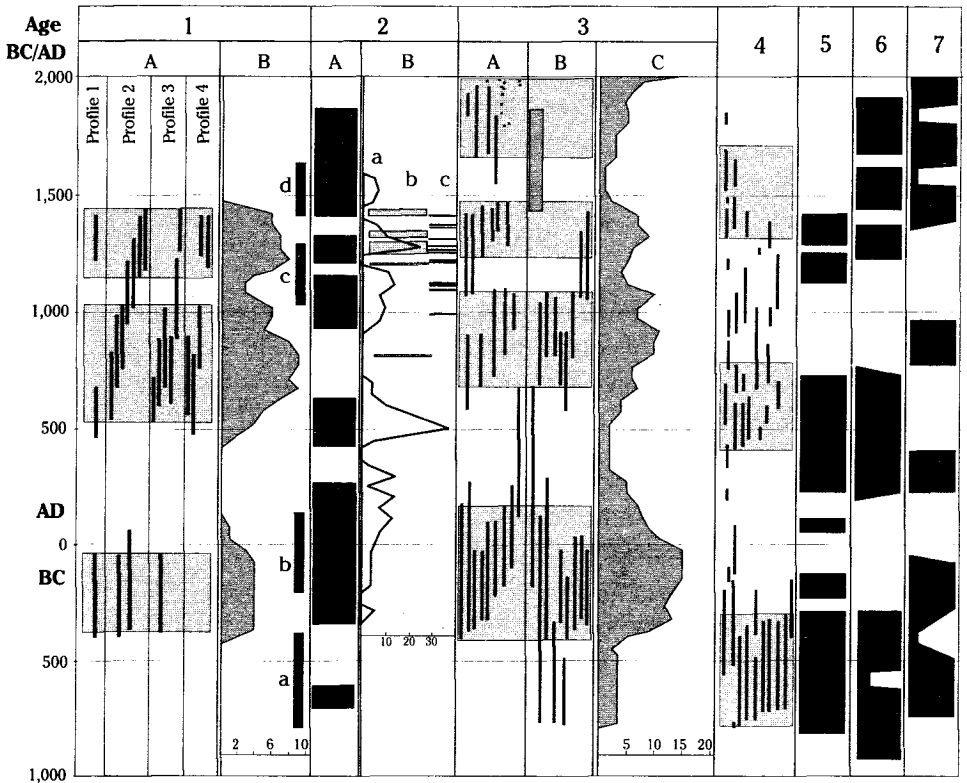 Age
BC/AD
1 2 3 4 5 6 7
A B A B A B C
Profile 1
Profile 2
Profile 3
Profile 4
2,000
a
b c
d
1,500
c
1,000
500
AD
0
BC
b
10 20 30
500
a
2 6 10
5 10 15 20
1,000